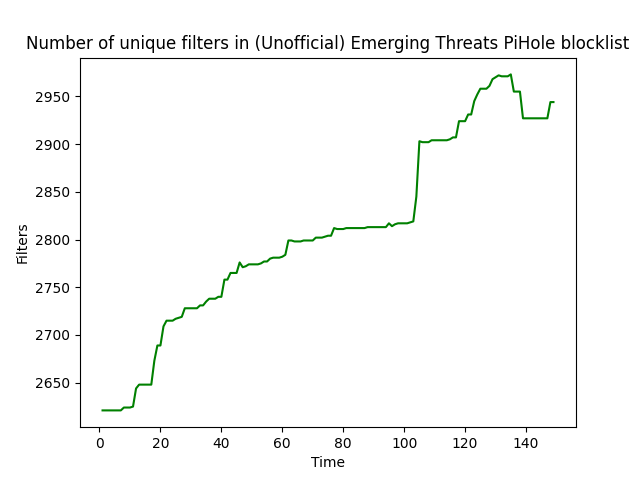 Number of unique filters in (Unofficial) Emerging Threats PiHole blocklist
2950
2900
2850
2800
2750
2700
2650
Filters
0 20 40 60 80 100 120 140
Time